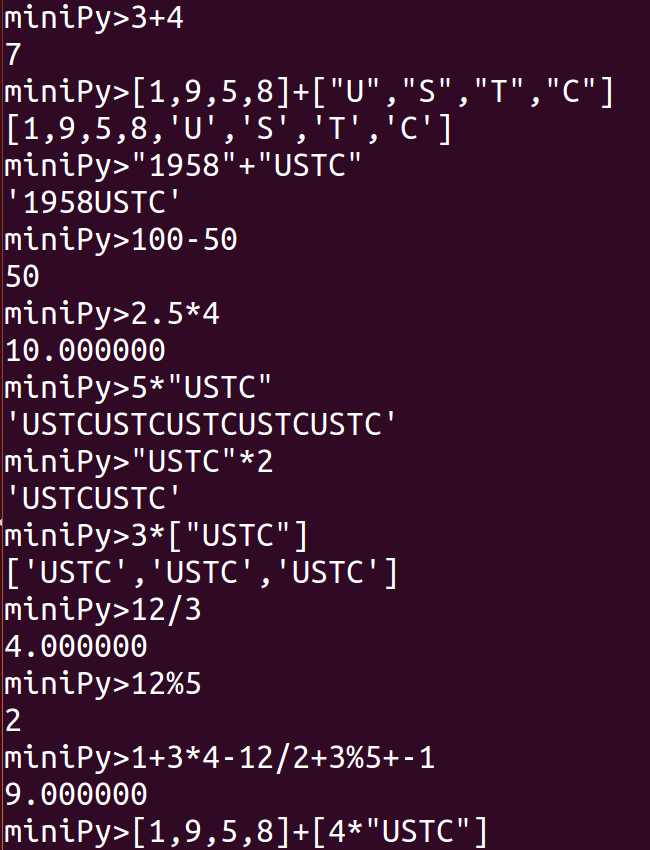 miniPy>3+4
7
miniPy>[1,9,5,8]+["U","S","T","C"]
[1,9,5,8,'U','S','T','C']
miniPy>"1958"+"USTC"
'1958USTC'
miniPy>100-50
50
miniPy>2.5*4
10.000000
miniPy>5*"USTC"
'USTCUSTCUSTCUSTCUSTC'
miniPy>"USTC"*2
'USTCUSTC'
miniPy>3*["USTC"]
['USTC','USTC','USTC']
miniPy>12/3
4.000000
miniPy>12%5
2
miniPy>1+3*4-12/2+3%5+-1
9.000000
miniPy>[1,9,5,8]+[4*"USTC"]